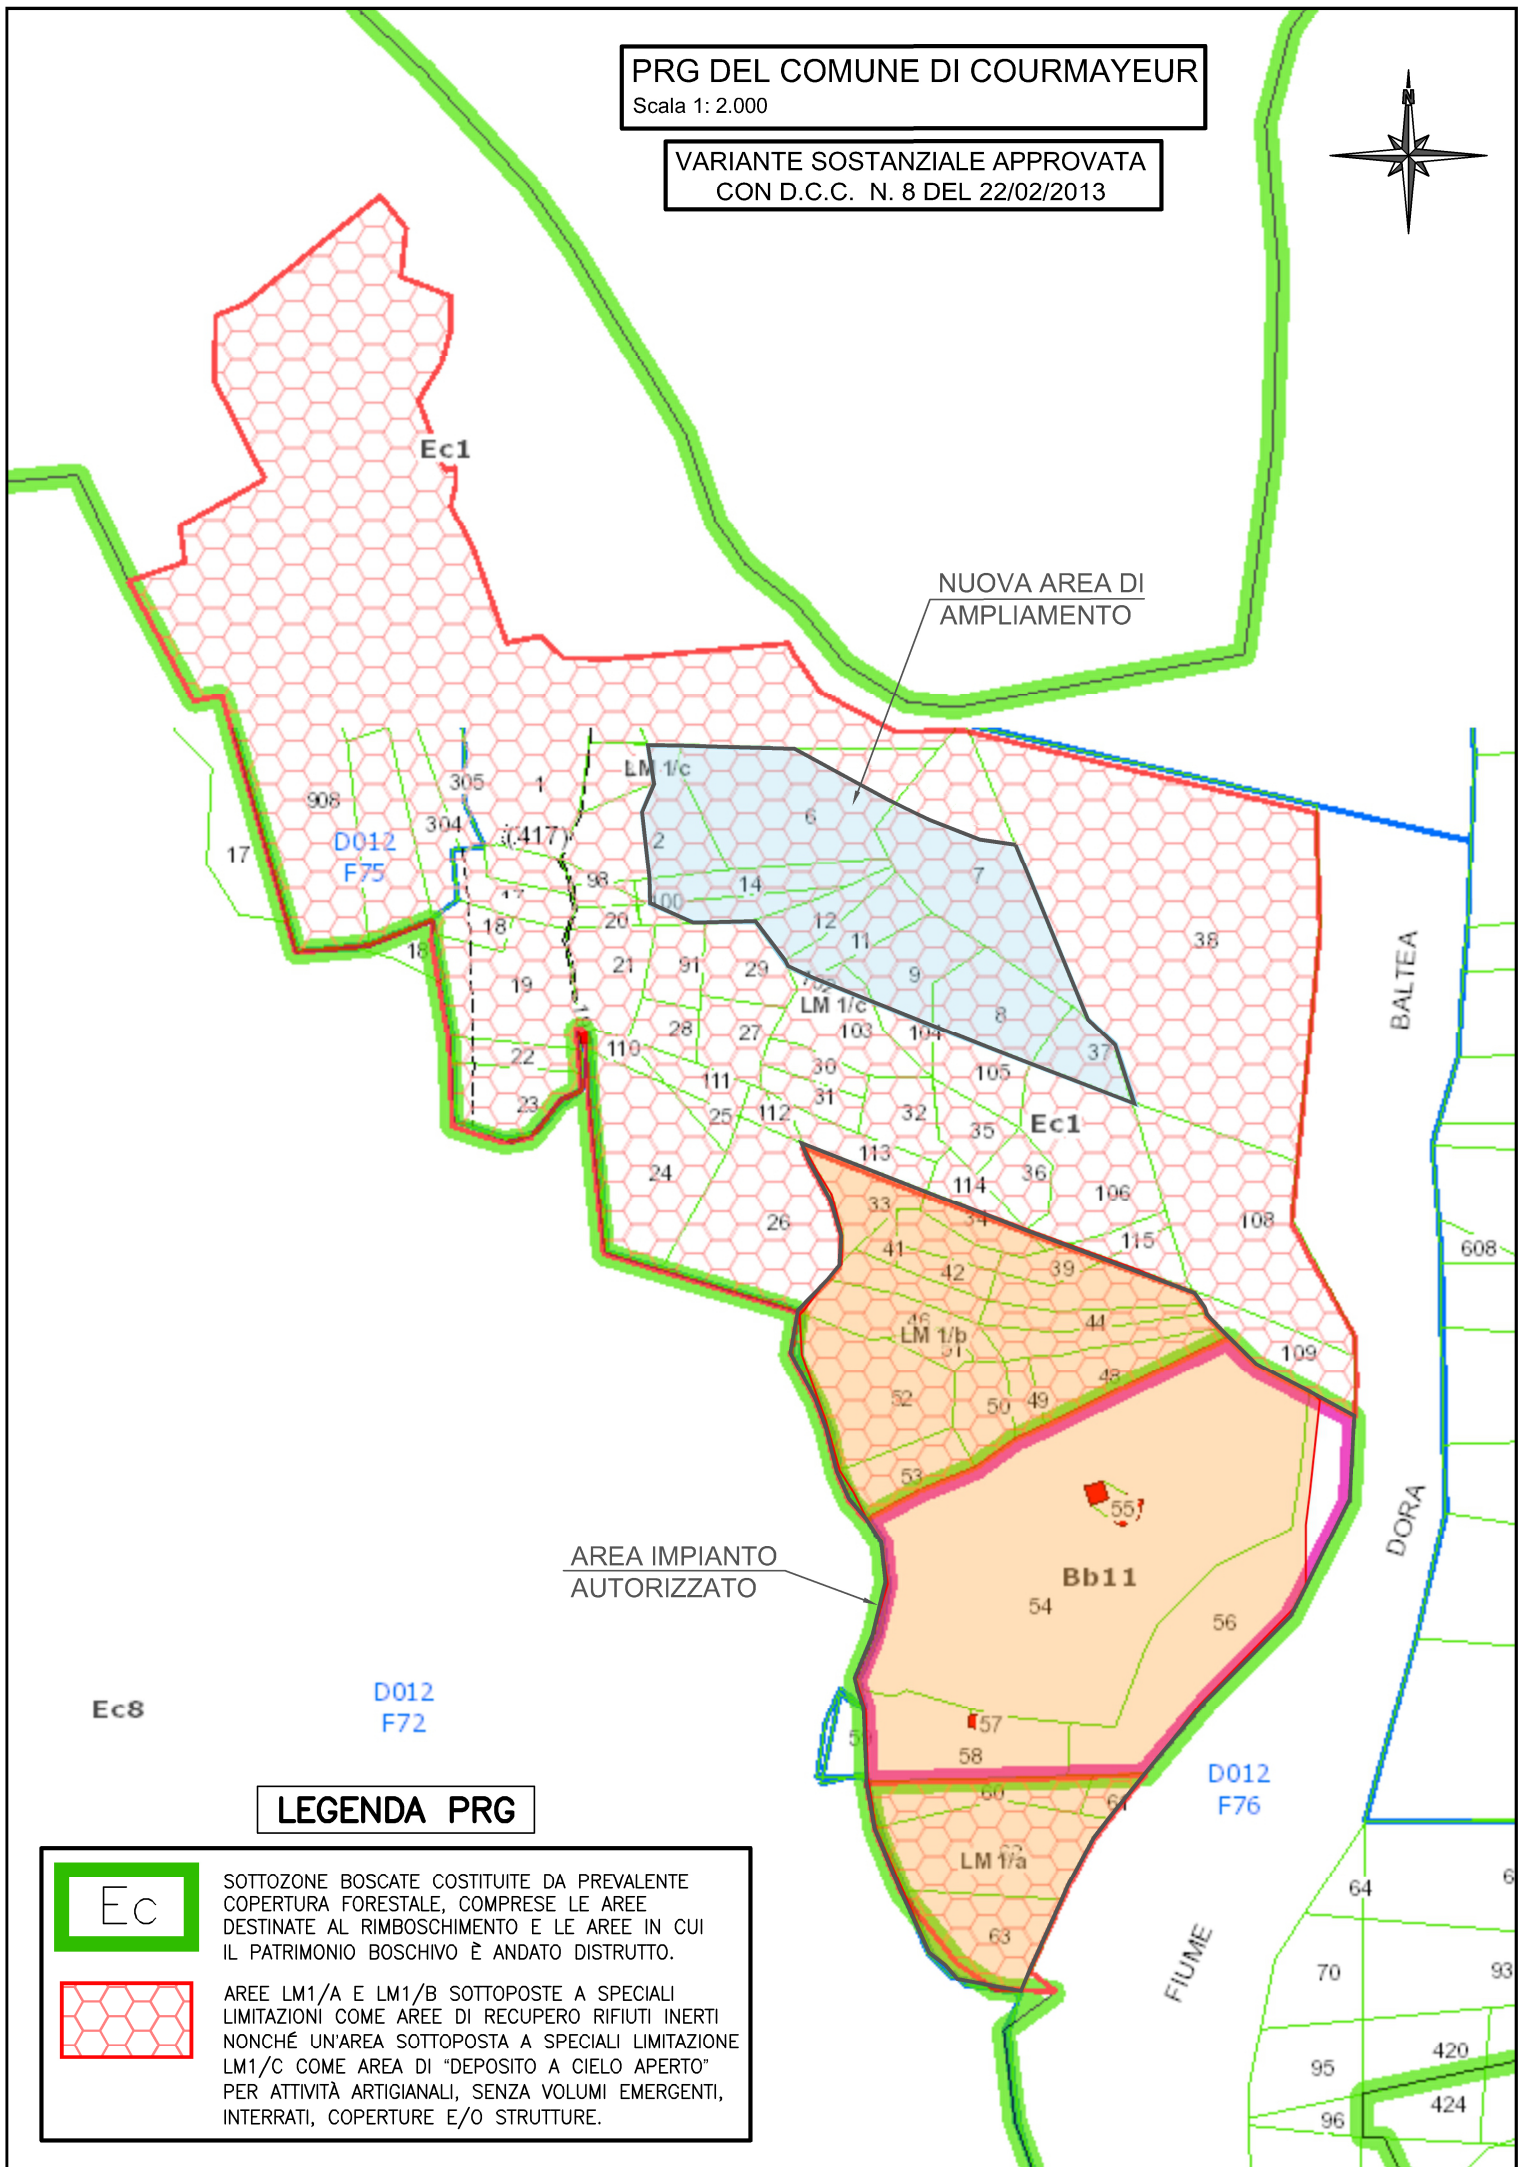 PRG DEL COMUNE DI COURMAYEUR
Scala 1: 2.000
N
VARIANTE SOSTANZIALE APPROVATA
CON D.C.C. N. 8 DEL 22/02/2013
Ec1
NUOVA AREA DI
AMPLIAMENTO
LM 1/c
305
1
908
304
6
D012
F75
(.417)
2
17
98
14
7
17
100
18
20
12
11
38
18
21
91
29
9
19
BALTEA
LM 1/c
8
28
27
103
104
110
22
37
30
105
111
31
23
25
112
32
35
Ec1
113
24
114
36
106
33
26
34
108
115
41
608
42
39
46
44
LM 1/b
51
109
48
52
50
49
53
55
DORA
AREA IMPIANTO
AUTORIZZATO
Bb11
54
56
Ec8
D012
F72
57
59
58
D012
F76
60
61
LEGENDA PRG
62
LM 1/a
64
63
Ec
SOTTOZONE BOSCATE COSTITUITE DA PREVALENTE
COPERTURA FORESTALE, COMPRESE LE AREE
DESTINATE AL RIMBOSCHIMENTO E LE AREE IN CUI
IL PATRIMONIO BOSCHIVO È ANDATO DISTRUTTO.
FIUME
70
93
AREE LM1/A E LM1/B SOTTOPOSTE A SPECIALI
LIMITAZIONI COME AREE DI RECUPERO RIFIUTI INERTI
NONCHÉ UN'AREA SOTTOPOSTA A SPECIALI LIMITAZIONE
LM1/C COME AREA DI "DEPOSITO A CIELO APERTO"
PER ATTIVITÀ ARTIGIANALI, SENZA VOLUMI EMERGENTI,
INTERRATI, COPERTURE E/O STRUTTURE.
420
95
424
96